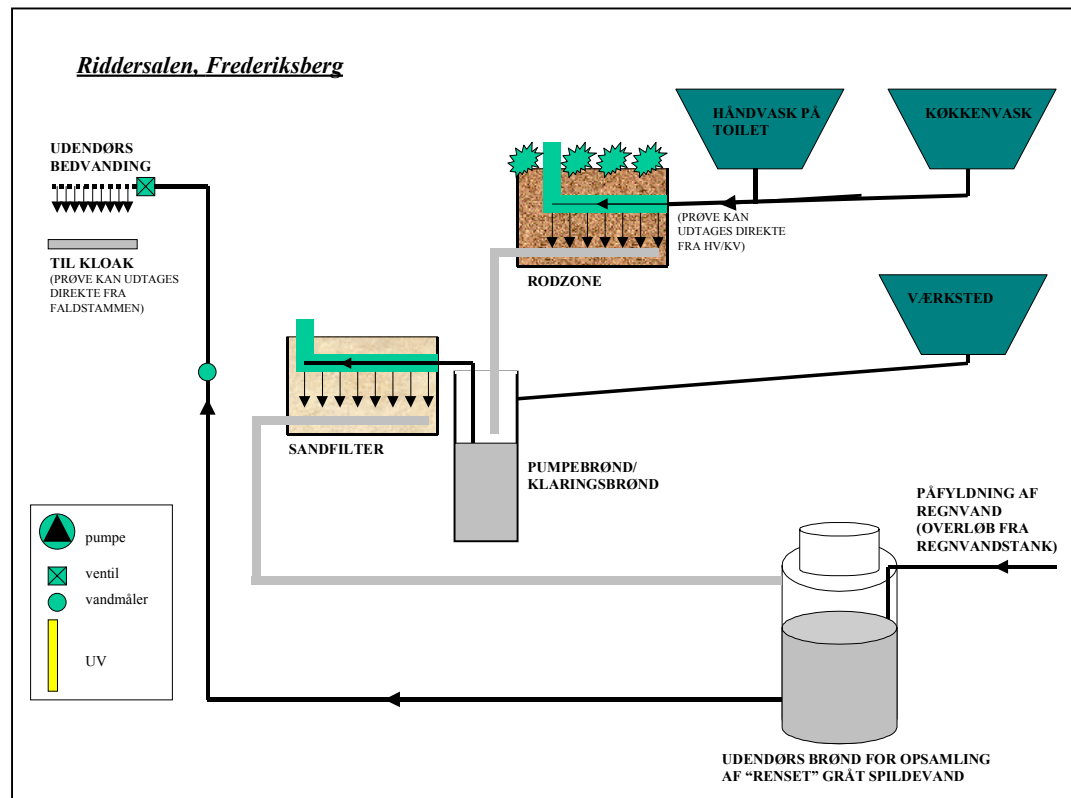 Riddersalen, Frederiksberg
HÅNDVASK PÅ
TOILET
KØKKENVASK
UDENDØRS
BEDVANDING
(PRØVE KAN
UDTAGES DIREKTE
FRA HV/KV)
TIL KLOAK
(PRØVE KAN UDTAGES
DIREKTE FRA
FALDSTAMMEN)
RODZONE
VÆRKSTED
SANDFILTER
PUMPEBRØND/
KLARINGSBRØND
PÅFYLDNING AF
REGNVAND
(OVERLØB FRA
REGNVANDSTANK)
pumpe
ventil
vandmåler
UV
UDENDØRS BRØND FOR OPSAMLING
AF “RENSET” GRÅT SPILDEVAND